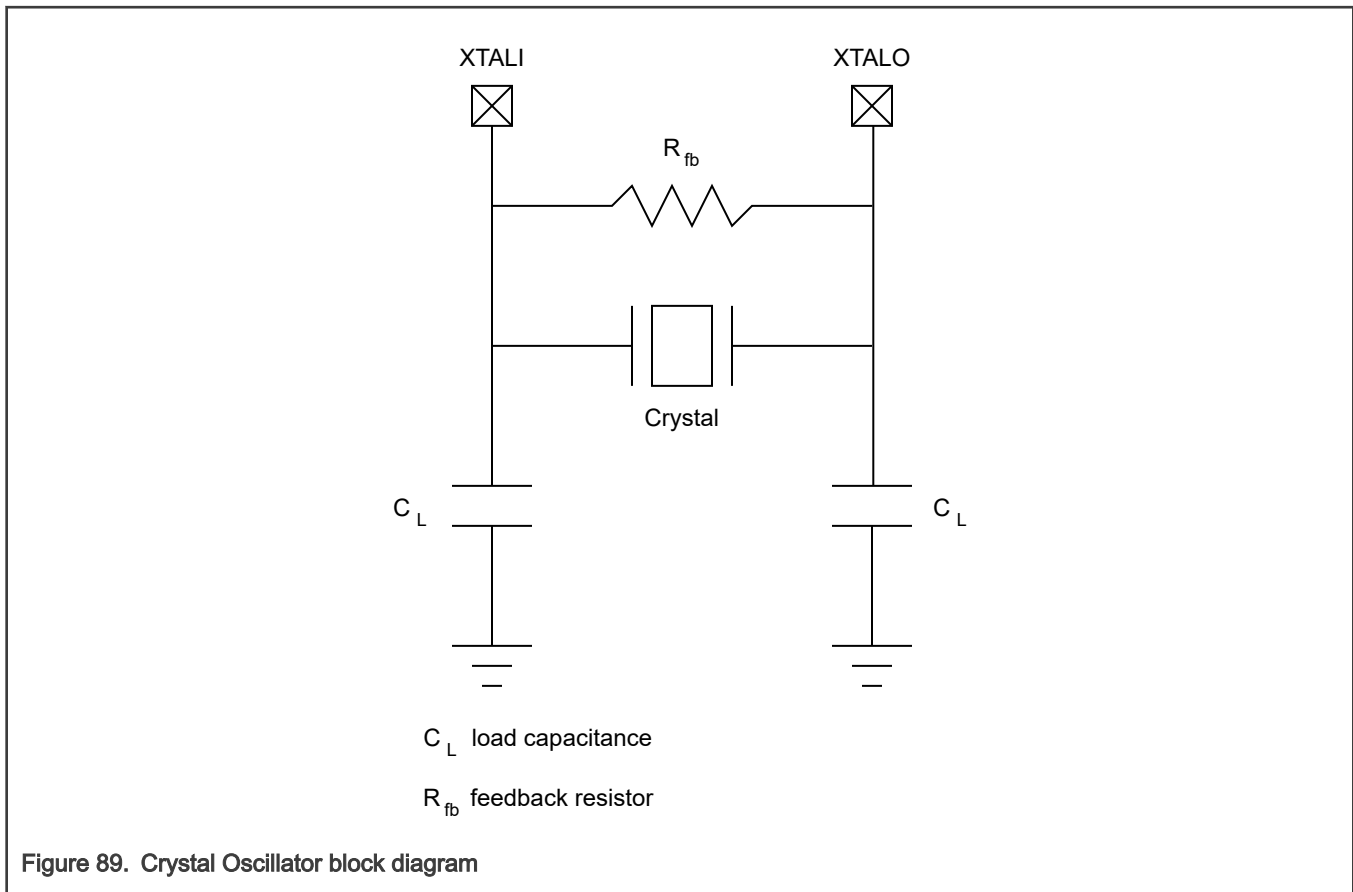 XTALI XTALO
R fb
Crystal
C L C L
C L load capacitance
R fb feedback resistor
Figure 89. Crystal Oscillator block diagram